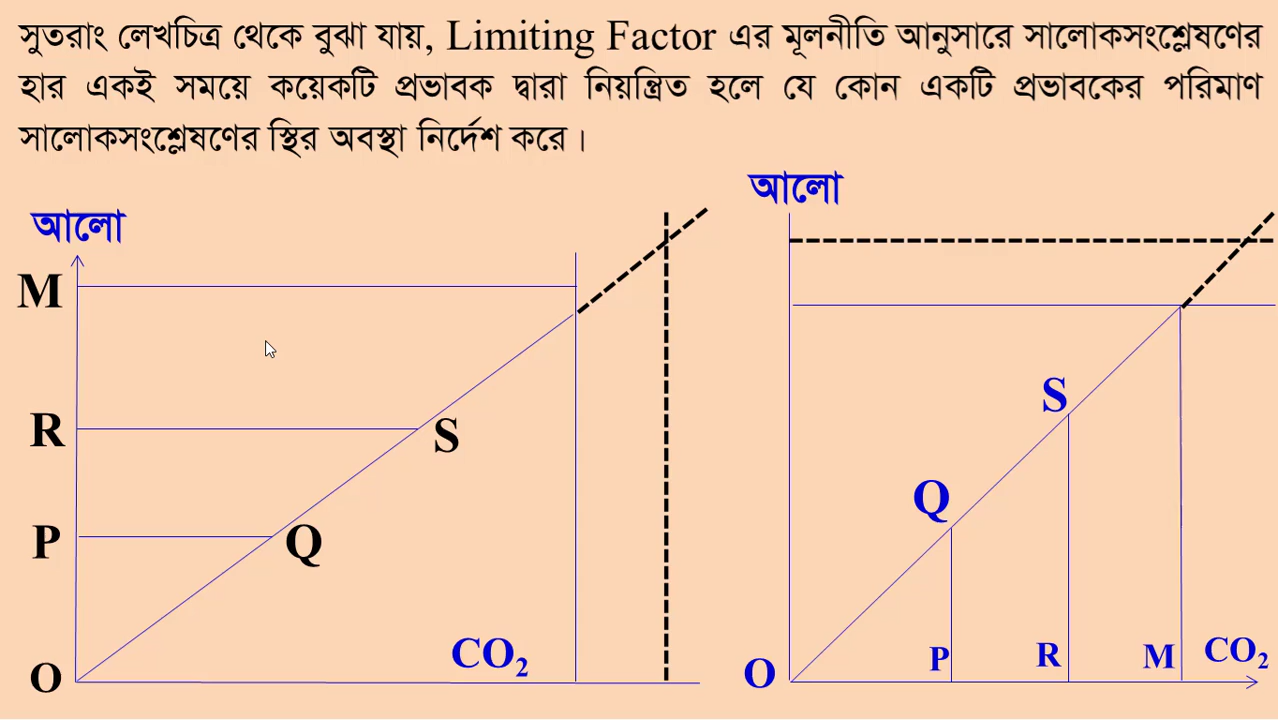 সুতরাং লেখচিত্র থেকে বুঝা যায়, Limiting Factor এর মূলনীতি আনুসারে সালোকসংশ্লেষণের
হার একই সময়ে কয়েকটি প্রভাবক দ্বারা নিয়ন্ত্রিত হলে যে কোন একটি প্রভাবকের পরিমাণ
সালোকসংশ্লেষণের স্থির অবস্থা নির্দেশ করে।
আলো
M
R
S
P
Q
CO₂
O
আলো
S
Q
P
R
M
CO₂
O